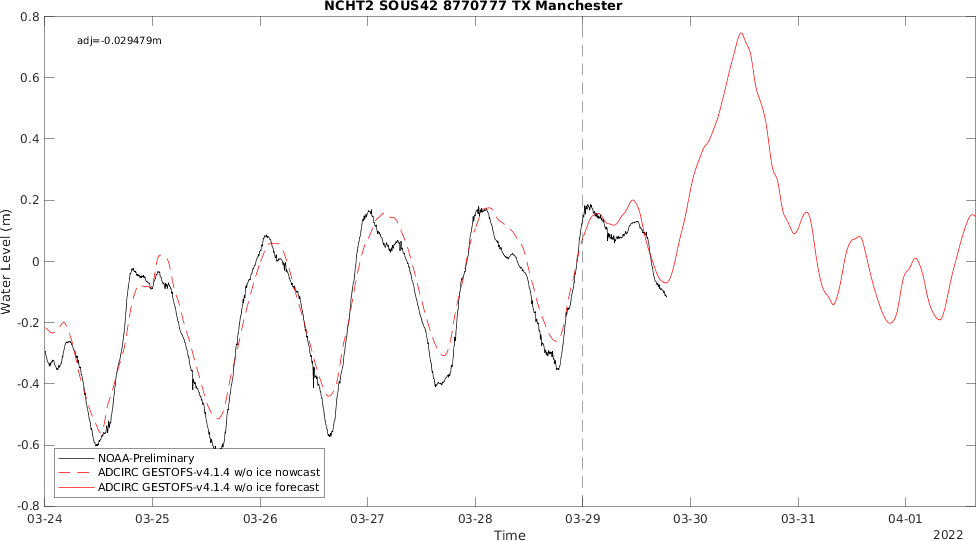 NCHT2 SOUS42 8770777 TX Manchester
adj=-0.029479m
0.8
0.6
0.4
0.2
0
-0.2
-0.4
-0.6
-0.8
Water Level (m)
NOAA-Preliminary
ADCIRC GESTOFS-v4.1.4 w/o ice nowcast
ADCIRC GESTOFS-v4.1.4 w/o ice forecast
03-24 03-25 03-26 03-27 03-28 03-29 03-30 03-31 04-01
Time
2022